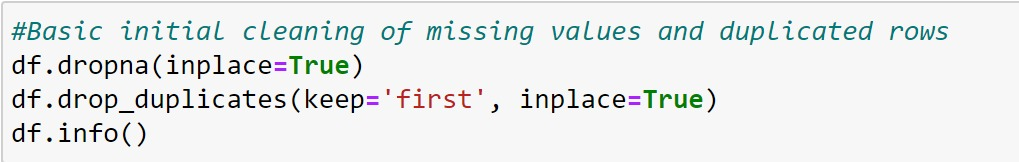 #Basic initial cleaning of missing values and duplicated rows
df.dropna(inplace=True)
df.drop_duplicates(keep='first', inplace=True)
df.info()